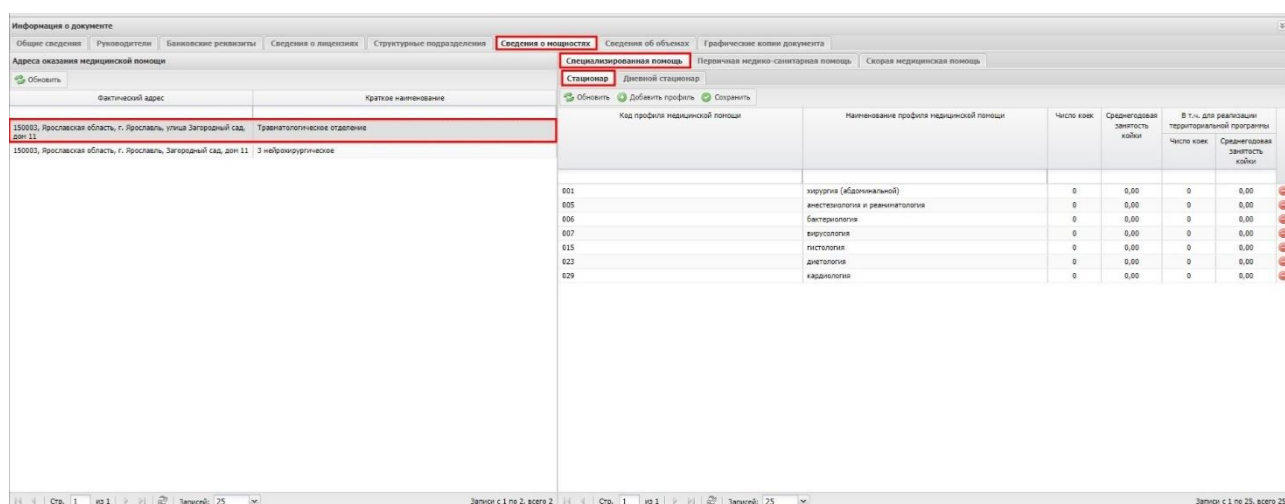 Информация о документе
Общие сведения Руководители Банковские реквизиты Сведения о лицензиях Структурные подразделения Сведения о мощностях Сведения об объемах Графические копии документа
Адреса оказания медицинской помощи
Специализированная помощь Первичная медико-санитарная помощь Скорая медицинская помощь
Обновить
Стационар Дневной стационар
Фактический адрес Краткое наименование
Обновить Добавить профиль Сохранить
Код профиля медицинской помощи Наименование профиля медицинской помощи Число коек Среднегодовая занятость койки В т.ч. для реализации территориальной программы
Число коек Среднегодовая занятость койки
150003, Ярославская область, г. Ярославль, улица Загородный сад, дом 11 Травматологическое отделение
150003, Ярославская область, г. Ярославль, Загородный сад, дом 11 3 нейрохирургическое
001 хирургия (абдоминальной) 0 0,00 0 0,00
005 анестезиология и реаниматология 0 0,00 0 0,00
006 бактериология 0 0,00 0 0,00
007 вирусология 0 0,00 0 0,00
015 гистология 0 0,00 0 0,00
023 диетология 0 0,00 0 0,00
029 кардиология 0 0,00 0 0,00
Стр. 1 из 1 Записей: 25 Записи с 1 по 2, всего 2
Стр. 1 из 1 Записей: 25 Записи с 1 по 25, всего 25